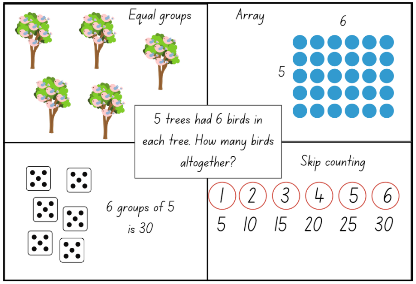 Equal groups
Array
6
5
5 trees had 6 birds in
each tree. How many birds
altogether?
6 groups of 5
is 30
Skip counting
1 2 3 4 5 6
5 10 15 20 25 30